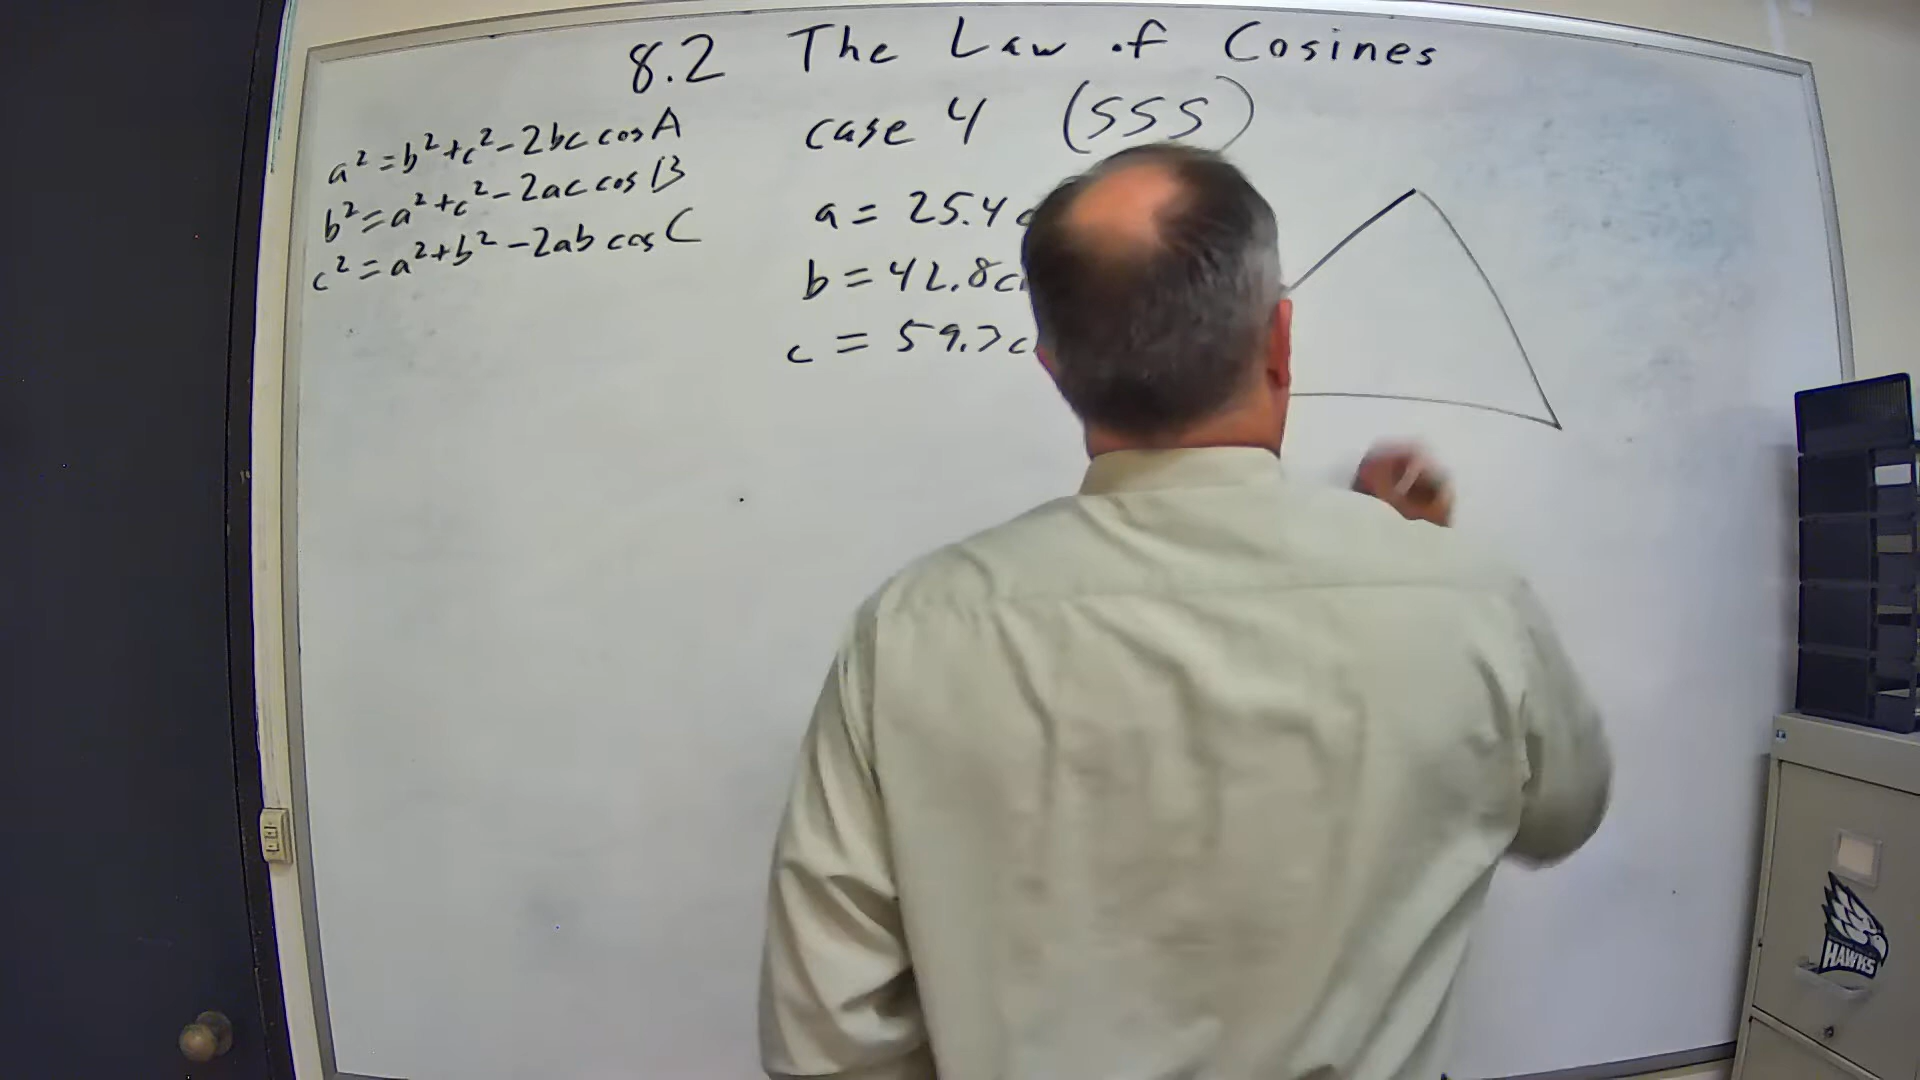 8.2 The Law of Cosines
case 4 (SSS)
a² = b² + c² - 2bc cos A
b² = a² + c² - 2ac cos B
c² = a² + b² - 2ab cos C
a = 25.4 c
b = 42.8 c
c = 59.7 c
HAWKS